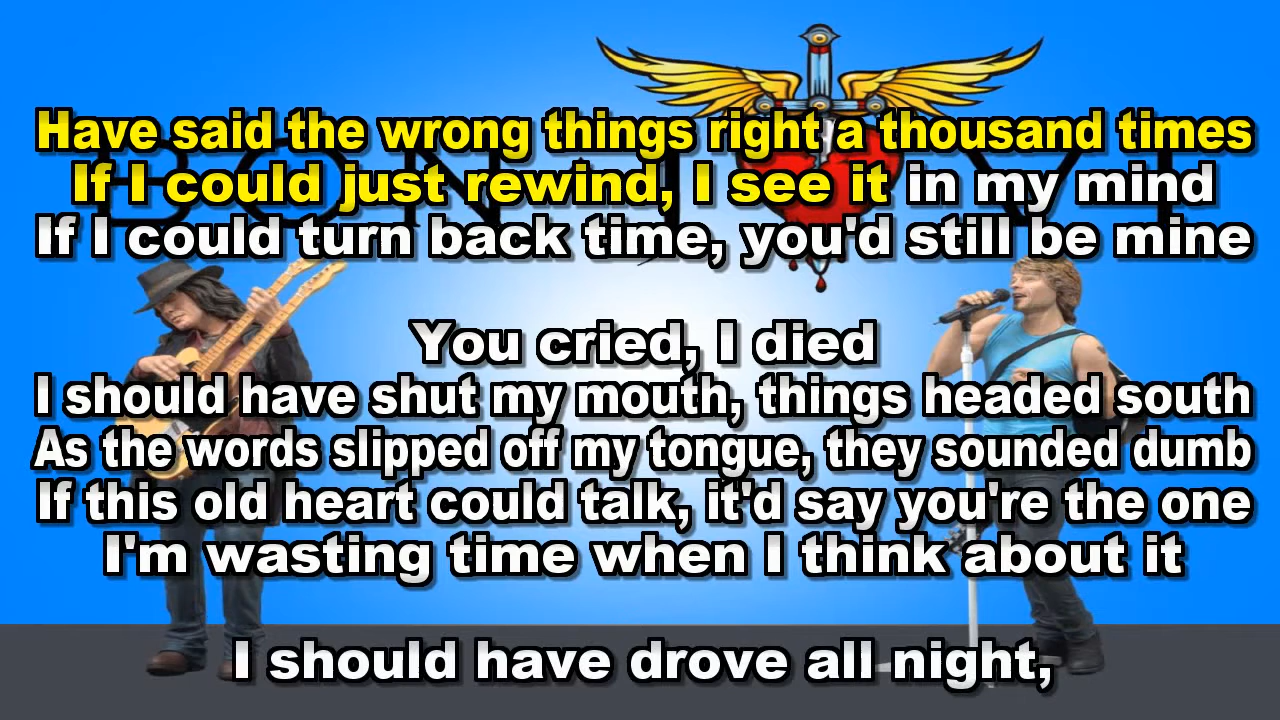 BON JOVI
Have said the wrong things right a thousand times
If I could just rewind, I see it in my mind
If I could turn back time, you'd still be mine
You cried, I died
I should have shut my mouth, things headed south
As the words slipped off my tongue, they sounded dumb
If this old heart could talk, it'd say you're the one
I'm wasting time when I think about it
I should have drove all night,